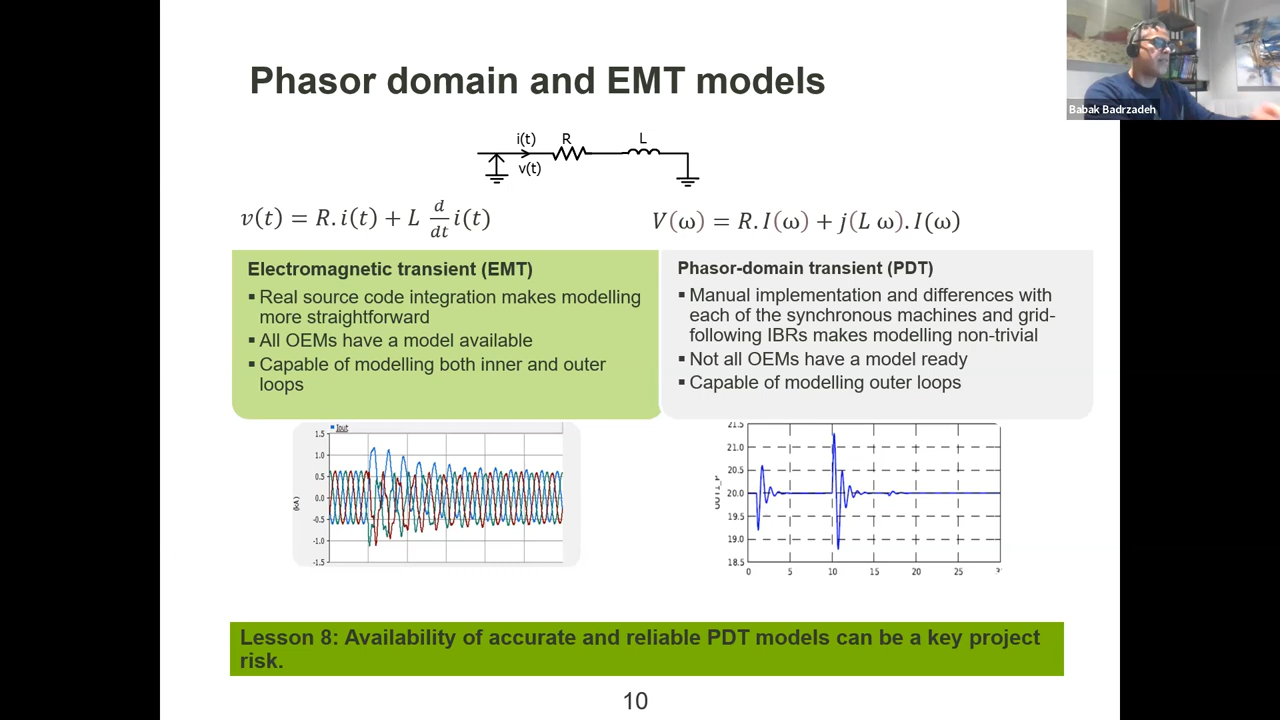 Phasor domain and EMT models
Babak Badrzadeh
i(t) R L
v(t)
v(t) = R.i(t) + L d/dt i(t)
V(ω) = R.I(ω) + j(L ω).I(ω)
Electromagnetic transient (EMT)
▪ Real source code integration makes modelling
more straightforward
▪ All OEMs have a model available
▪ Capable of modelling both inner and outer
loops
Phasor-domain transient (PDT)
▪ Manual implementation and differences with
each of the synchronous machines and grid-
following IBRs makes modelling non-trivial
▪ Not all OEMs have a model ready
▪ Capable of modelling outer loops
Iout
1.5
1.0
0.5
0.0
-0.5
-1.0
-1.5
(kA)
21.5
21.0
20.5
20.0
19.5
19.0
18.5
0 5 10 15 20 25
Lesson 8: Availability of accurate and reliable PDT models can be a key project
risk.
10